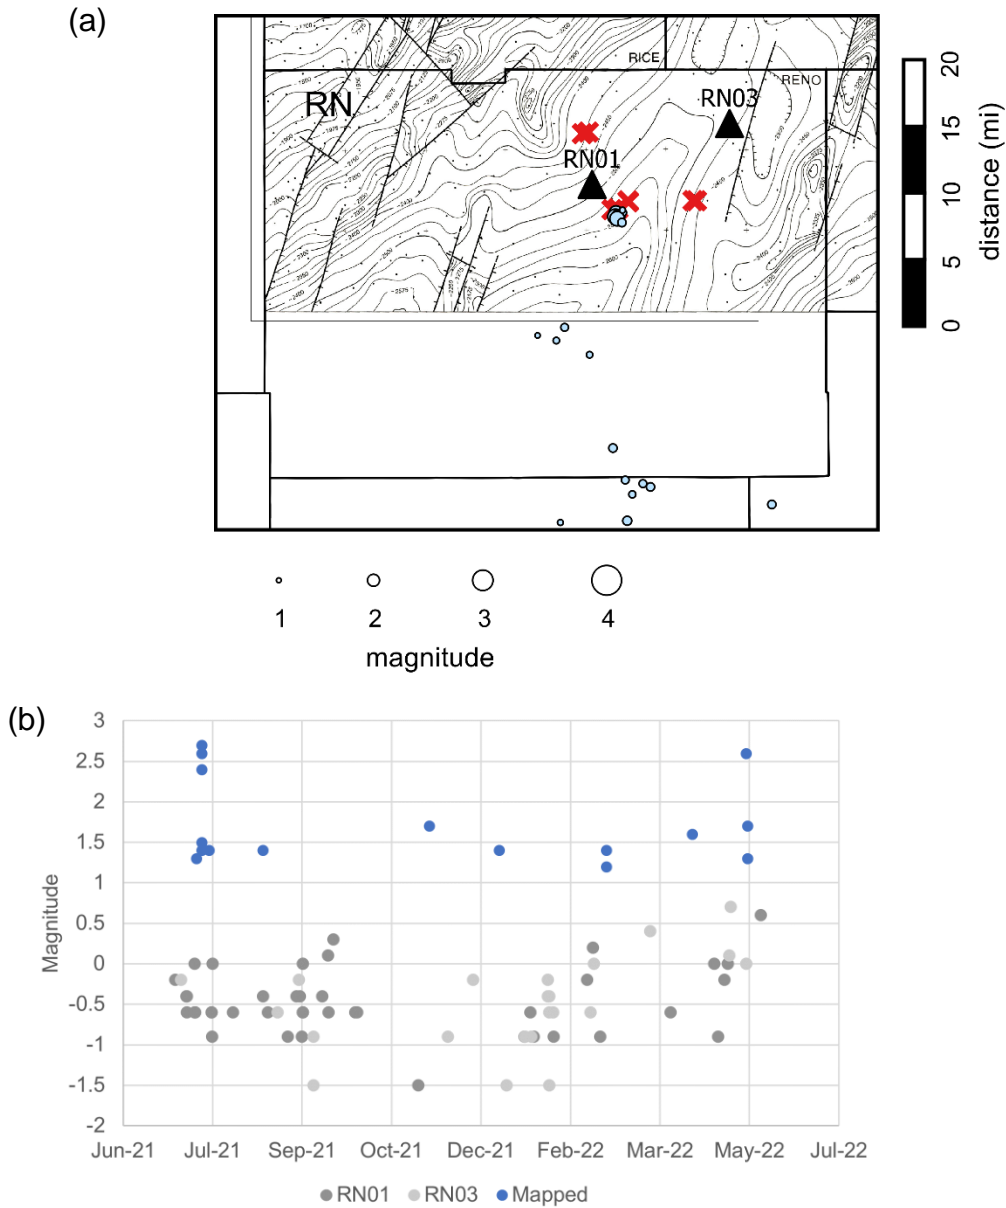 (a)
RICE
RENO
RN
RN03
RN01
20
15
10
5
0
distance (mi)
1 2 3 4
magnitude
(b)
3
2.5
2
1.5
1
0.5
0
-0.5
-1
-1.5
-2
Magnitude
Jun-21 Jul-21 Sep-21 Oct-21 Dec-21 Feb-22 Mar-22 May-22 Jul-22
RN01 RN03 Mapped